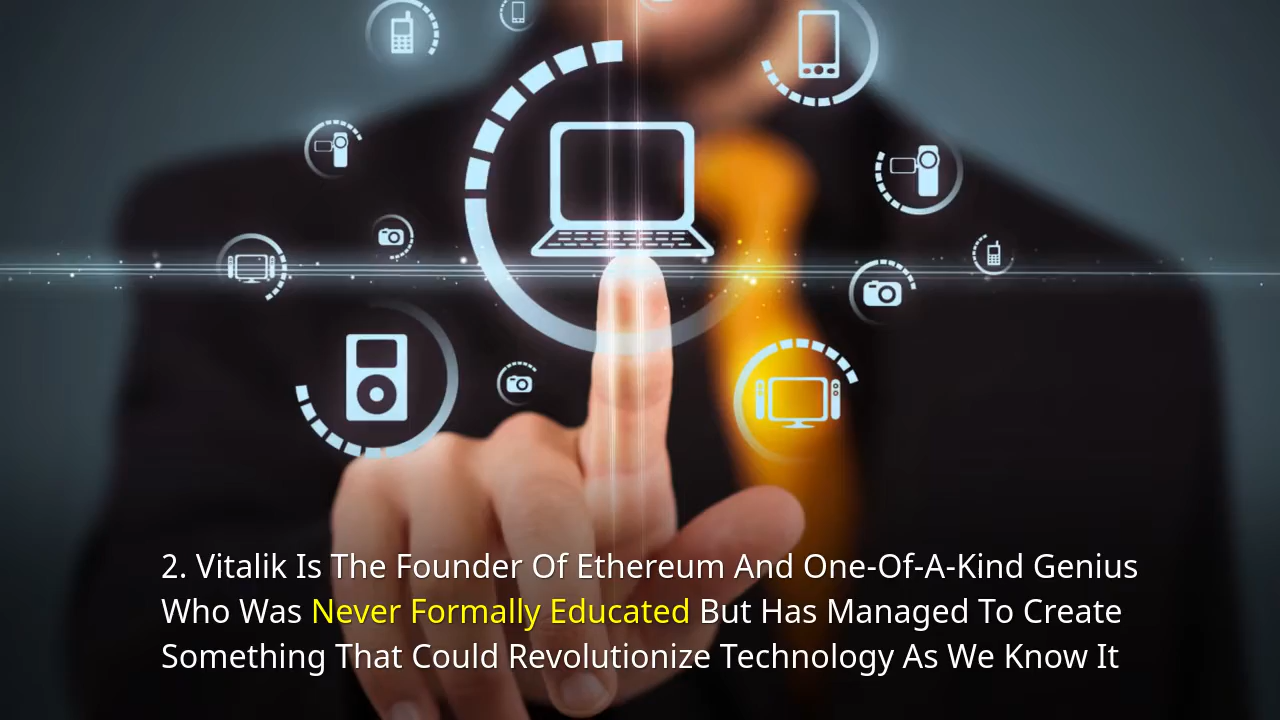 2. Vitalik Is The Founder Of Ethereum And One-Of-A-Kind Genius
Who Was Never Formally Educated But Has Managed To Create
Something That Could Revolutionize Technology As We Know It